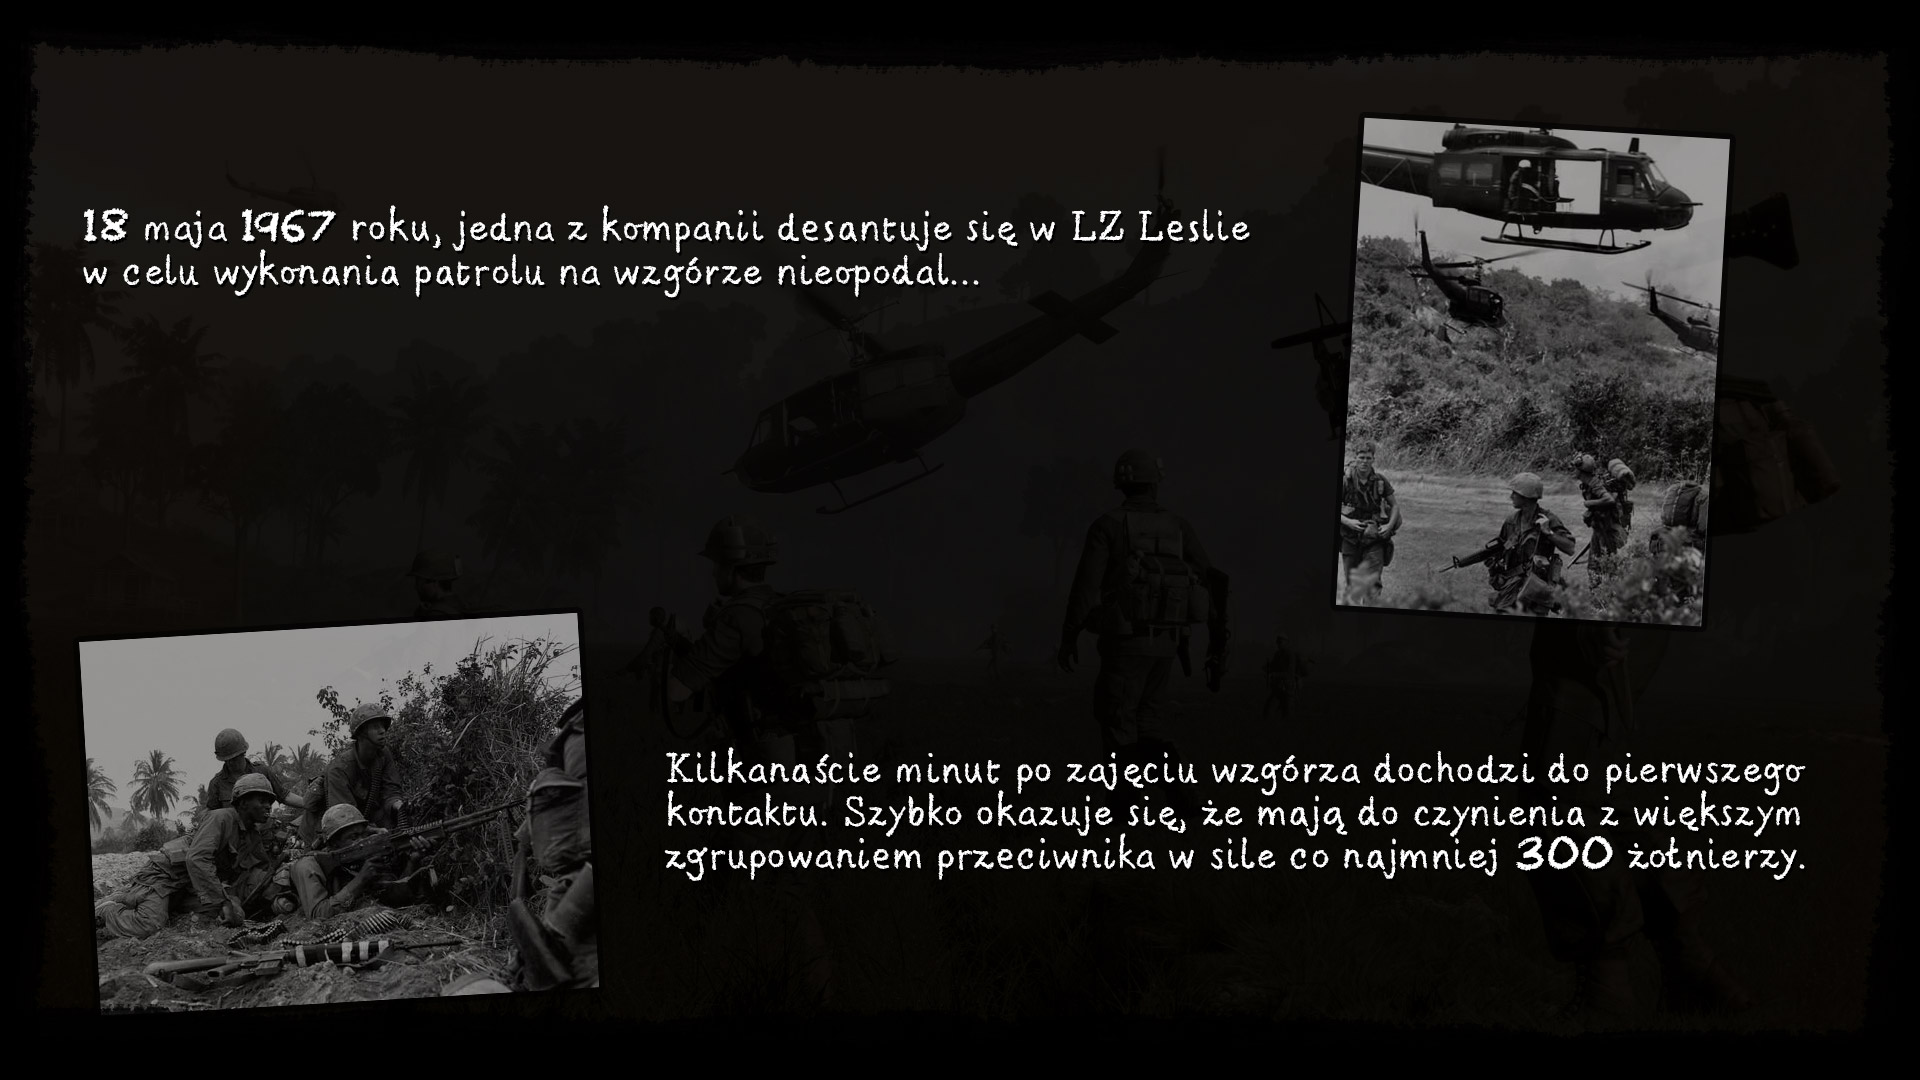 18 maja 1967 roku, jedna z kompanii desantuje się w LZ Leslie
w celu wykonania patrolu na wzgórze nieopodal...
Kilkanaście minut po zajęciu wzgórza dochodzi do pierwszego
kontaktu. Szybko okazuje się, że mają do czynienia z większym
zgrupowaniem przeciwnika w sile co najmniej 300 żołnierzy.